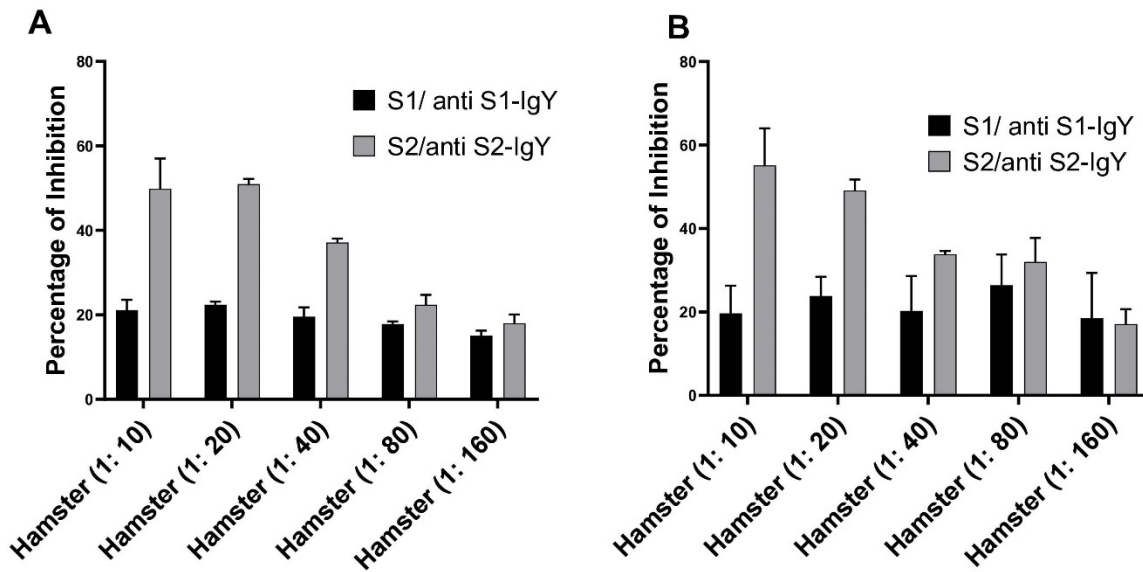 A
Percentage of Inhibition
80
60
40
20
0
S1/ anti S1-IgY
S2/anti S2-IgY
Hamster (1: 10)
Hamster (1: 20)
Hamster (1: 40)
Hamster (1: 80)
Hamster (1: 160)
B
Percentage of Inhibition
80
60
40
20
0
S1/ anti S1-IgY
S2/anti S2-IgY
Hamster (1: 10)
Hamster (1: 20)
Hamster (1: 40)
Hamster (1: 80)
Hamster (1: 160)